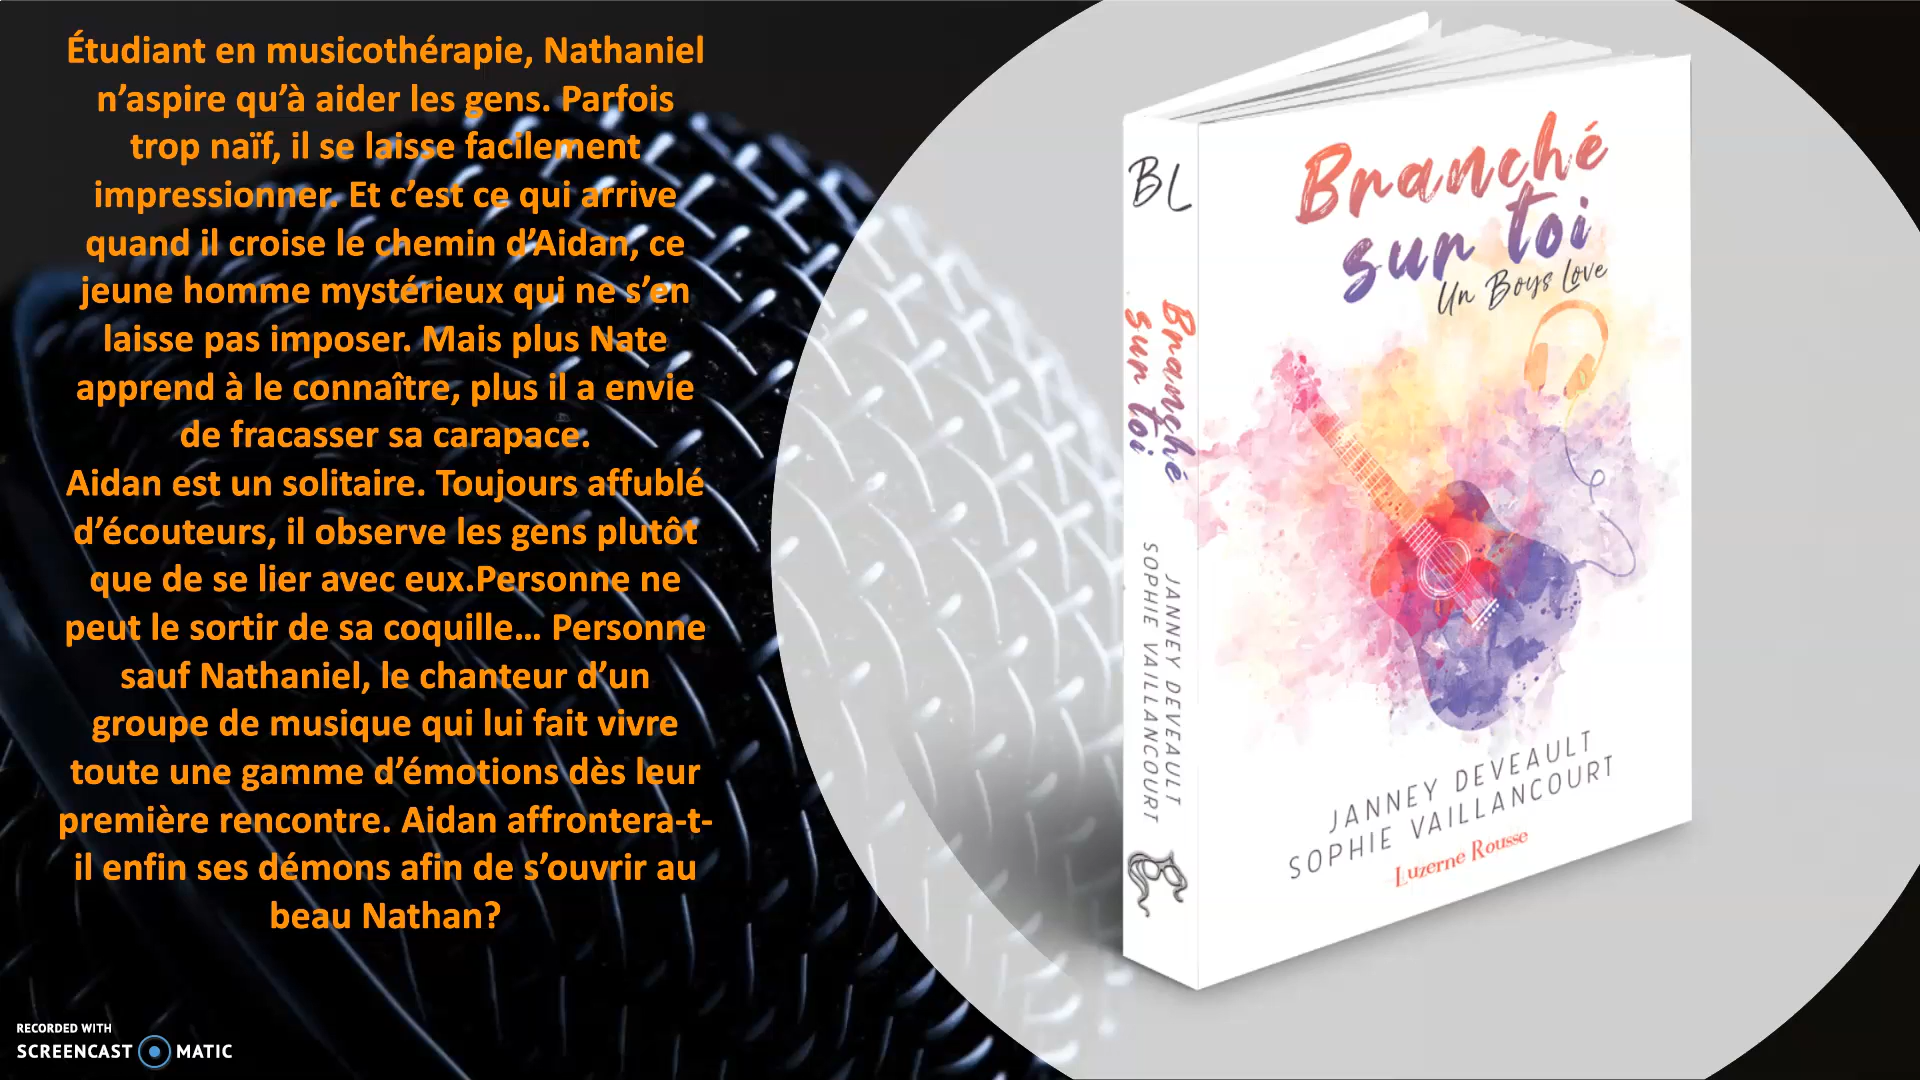 Étudiant en musicothérapie, Nathaniel
n’aspire qu’à aider les gens. Parfois
trop naïf, il se laisse facilement
impressionner. Et c’est ce qui arrive
quand il croise le chemin d’Aidan, ce
jeune homme mystérieux qui ne s’en
laisse pas imposer. Mais plus Nate
apprend à le connaître, plus il a envie
de fracasser sa carapace.
Aidan est un solitaire. Toujours affublé
d’écouteurs, il observe les gens plutôt
que de se lier avec eux.Personne ne
peut le sortir de sa coquille… Personne
sauf Nathaniel, le chanteur d’un
groupe de musique qui lui fait vivre
toute une gamme d’émotions dès leur
première rencontre. Aidan affrontera-t-
il enfin ses démons afin de s’ouvrir au
beau Nathan?
BL
Branché
sur toi
JANNEY DEVEAULT
SOPHIE VAILLANCOURT
Branché
sur toi
Un Boys Love
JANNEY DEVEAULT
SOPHIE VAILLANCOURT
Luzerne Rousse
RECORDED WITH
SCREENCAST MATIC